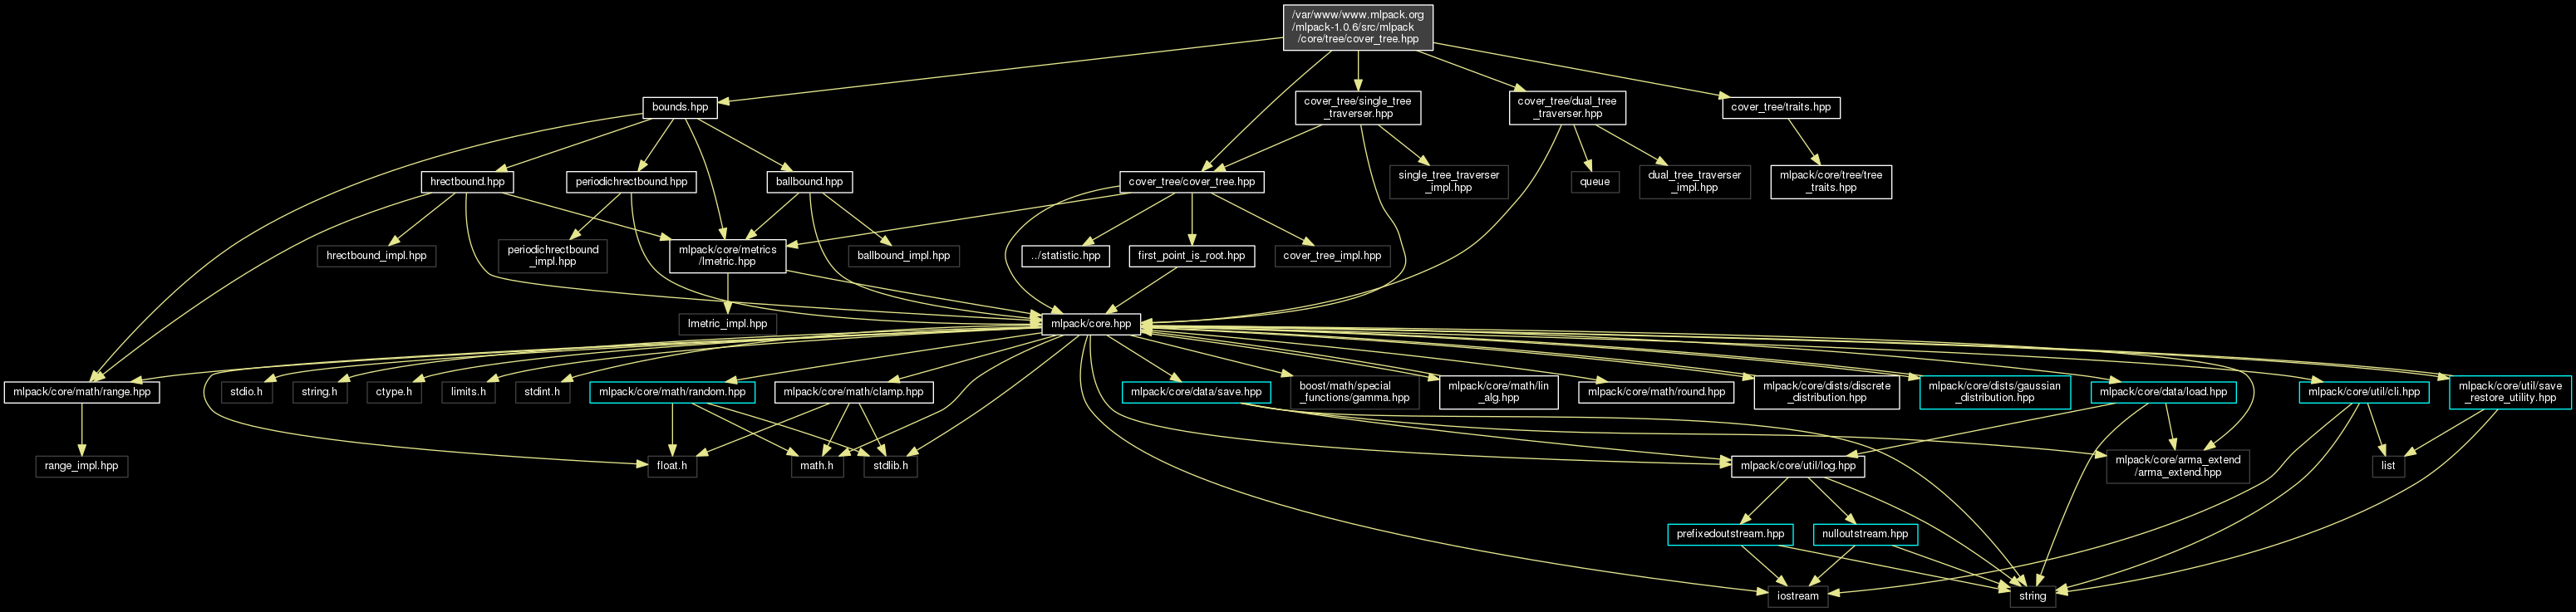 /var/www/www.mlpack.org
/mlpack-1.0.6/src/mlpack
/core/tree/cover_tree.hpp
bounds.hpp
cover_tree/single_tree
_traverser.hpp
cover_tree/dual_tree
_traverser.hpp
cover_tree/traits.hpp
hrectbound.hpp
periodichrectbound.hpp
ballbound.hpp
cover_tree/cover_tree.hpp
single_tree_traverser
_impl.hpp
queue
dual_tree_traverser
_impl.hpp
mlpack/core/tree/tree
_traits.hpp
hrectbound_impl.hpp
periodichrectbound
_impl.hpp
mlpack/core/metrics
/lmetric.hpp
ballbound_impl.hpp
../statistic.hpp
first_point_is_root.hpp
cover_tree_impl.hpp
lmetric_impl.hpp
mlpack/core.hpp
mlpack/core/math/range.hpp
stdio.h
string.h
ctype.h
limits.h
stdint.h
mlpack/core/math/random.hpp
mlpack/core/math/clamp.hpp
mlpack/core/data/save.hpp
boost/math/special
_functions/gamma.hpp
mlpack/core/math/lin
_alg.hpp
mlpack/core/math/round.hpp
mlpack/core/dists/discrete
_distribution.hpp
mlpack/core/dists/gaussian
_distribution.hpp
mlpack/core/data/load.hpp
mlpack/core/util/cli.hpp
mlpack/core/util/save
_restore_utility.hpp
range_impl.hpp
float.h
math.h
stdlib.h
mlpack/core/util/log.hpp
mlpack/core/arma_extend
/arma_extend.hpp
list
prefixedoutstream.hpp
nulloutstream.hpp
iostream
string